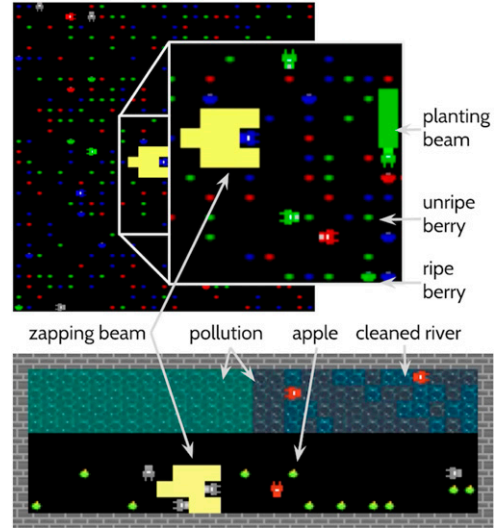 planting
beam
unripe
berry
ripe
berry
zapping beam
pollution
apple
cleaned river